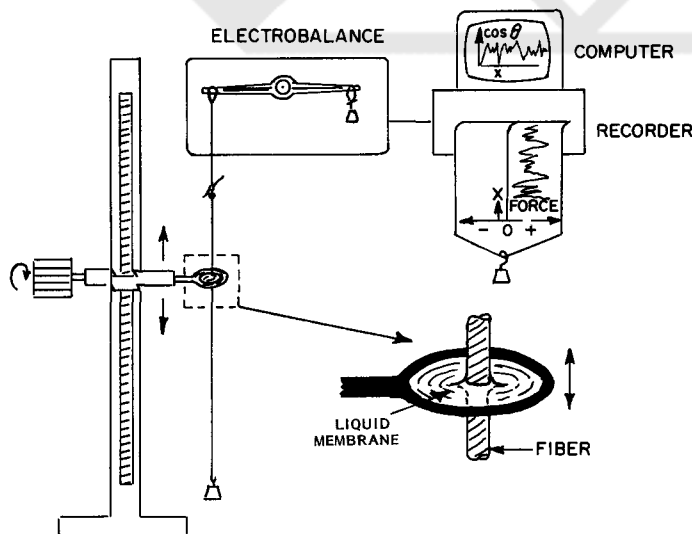 ELECTROBALANCE
cos θ
X
COMPUTER
RECORDER
X
FORCE
- 0 +
LIQUID
MEMBRANE
FIBER